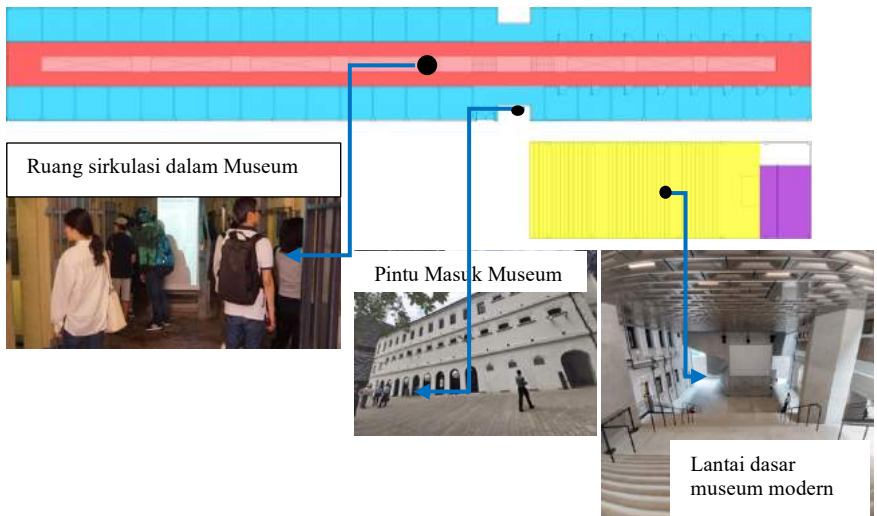 Ruang sirkulasi dalam Museum
Pintu Masuk Museum
Lantai dasar
museum modern